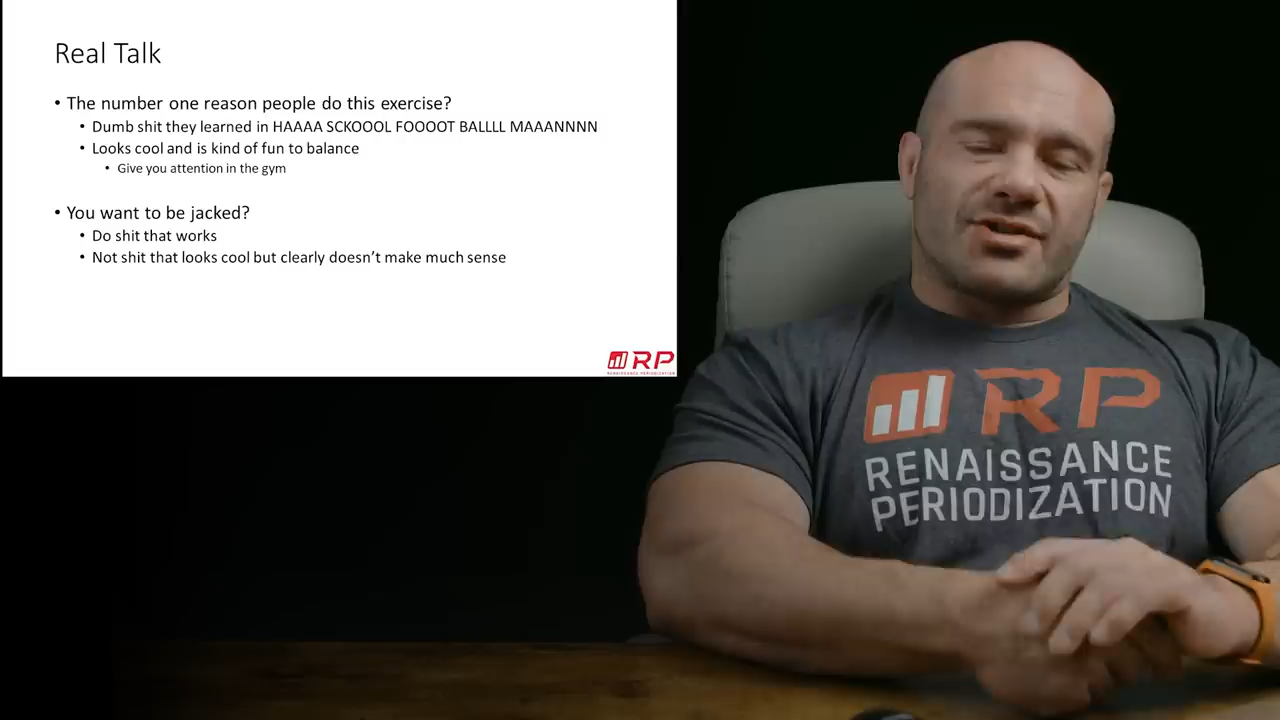 Real Talk
• The number one reason people do this exercise?
• Dumb shit they learned in HAAAA SCKOOOL FOOOOT BALLLL MAAANNNN
• Looks cool and is kind of fun to balance
• Give you attention in the gym
• You want to be jacked?
• Do shit that works
• Not shit that looks cool but clearly doesn't make much sense
RP
RENAISSANCE PERIODIZATION
RP
RENAISSANCE
PERIODIZATION